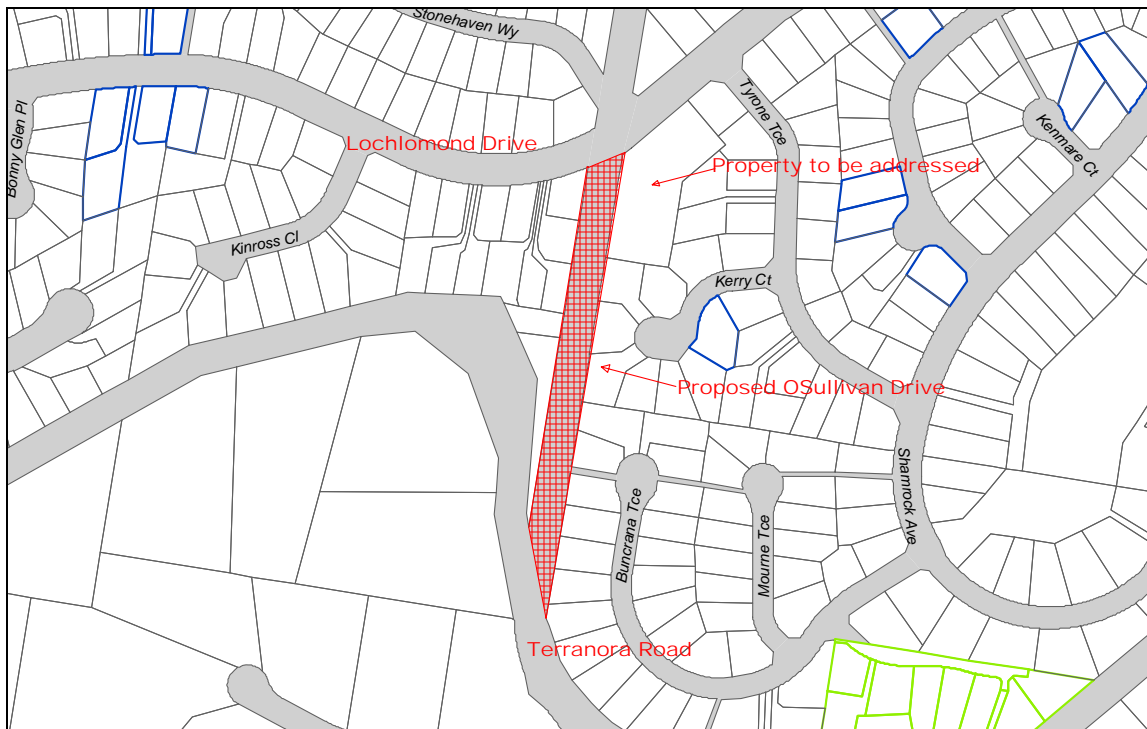 Stonehaven Wy
Tyrone Tce
Bonny Glen Pl
Lochlomond Drive
Kenmare Ct
Property to be addressed
Kinross Cl
Kerry Ct
Proposed OSullivan Drive
Shamrock Ave
Buncrana Tce
Mourne Tce
Terranora Road